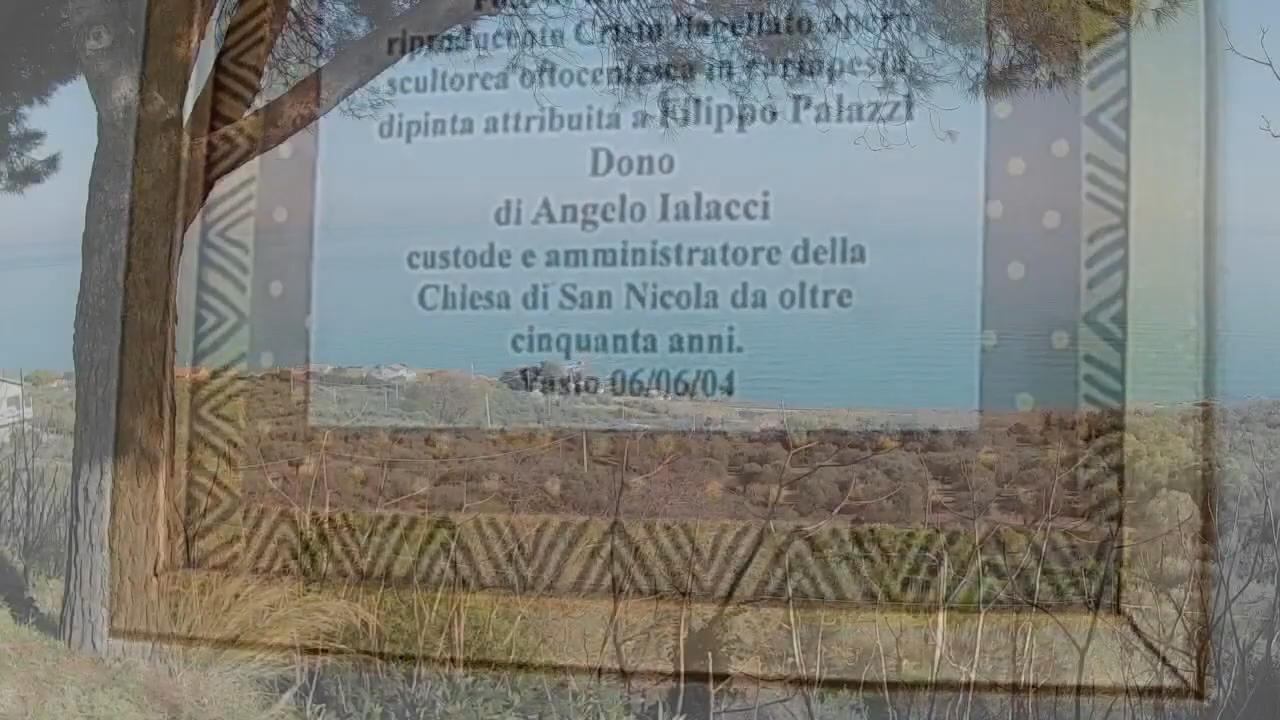 riproducente Cristo flagellato opera
scultorea ottocentesca in cartapesta
dipinta attribuita a Filippo Palazzi
Dono
di Angelo Ialacci
custode e amministratore della
Chiesa di San Nicola da oltre
cinquanta anni.
Vasto 06/06/04